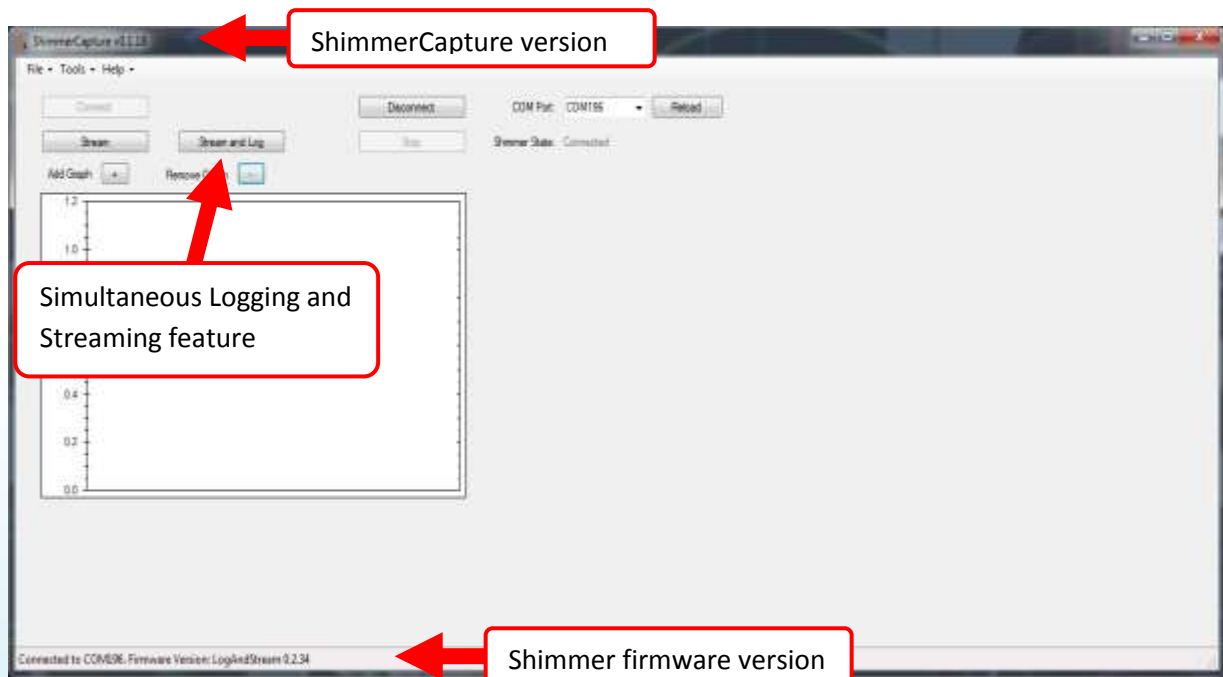 ShimmerCapture
ShimmerCapture version
File Tools Help
Connect
Disconnect
COM Port: COM196
Reload
Stream
Stream and Log
Stop
Shimmer State: Connected
Add Graph +
Remove
1.2
1.0
Simultaneous Logging and
Streaming feature
0.4
0.2
0.0
Connected to COM196. Firmware Version: LogAndStream 0.2.34
Shimmer firmware version